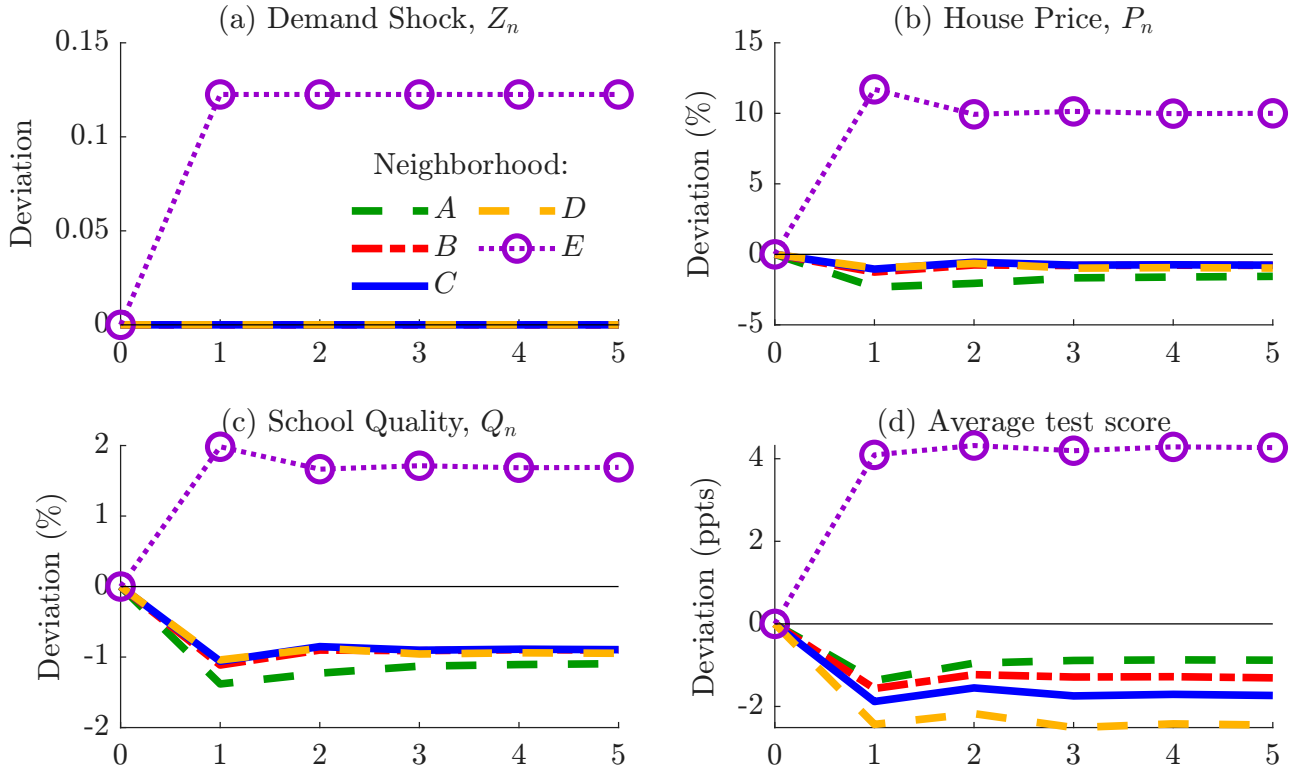 (a) Demand Shock, Zn
0.15
0.1
0.05
0
Deviation
Neighborhood:
A
D
B
E
C
0 1 2 3 4 5
(b) House Price, Pn
15
10
5
0
-5
Deviation (%)
0 1 2 3 4 5
(c) School Quality, Qn
2
1
0
-1
-2
Deviation (%)
0 1 2 3 4 5
(d) Average test score
4
2
0
-2
Deviation (ppts)
0 1 2 3 4 5